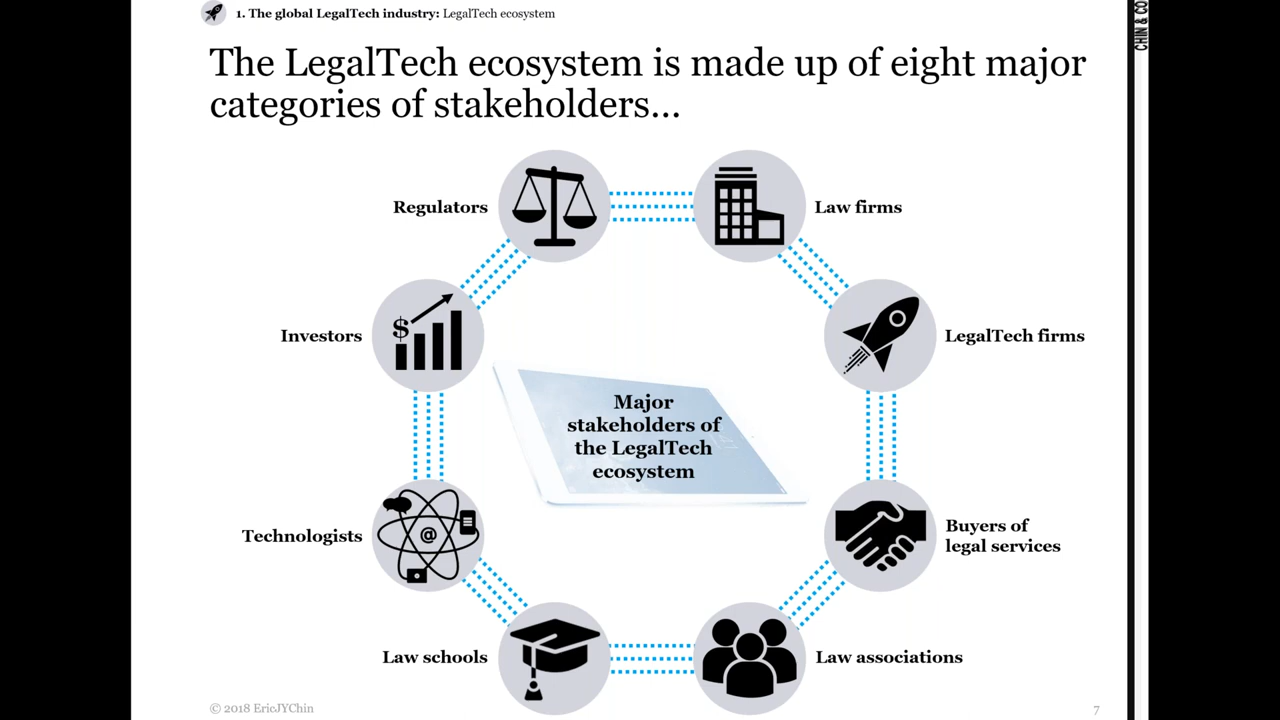 1. The global LegalTech industry: LegalTech ecosystem
CHIN & CO
The LegalTech ecosystem is made up of eight major
categories of stakeholders...
Regulators
Law firms
Investors
$
LegalTech firms
Major
stakeholders of
the LegalTech
ecosystem
Technologists
@
Buyers of
legal services
Law schools
Law associations
© 2018 EricJYChin
7